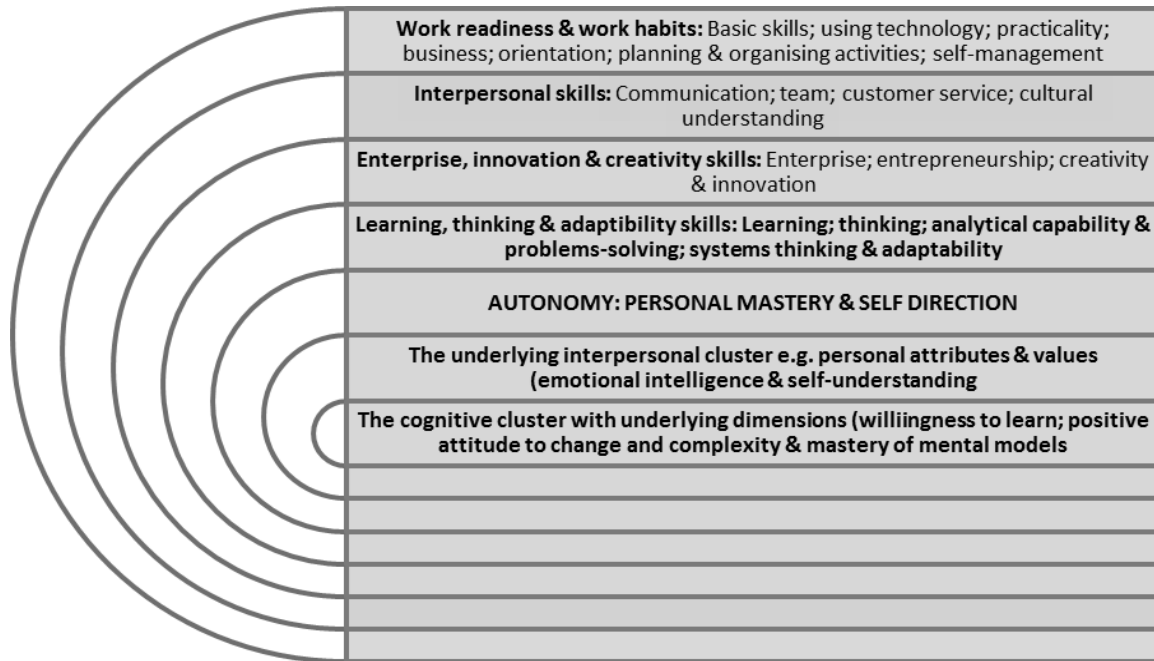 Work readiness & work habits: Basic skills; using technology; practicality;
business; orientation; planning & organising activities; self-management
Interpersonal skills: Communication; team; customer service; cultural
understanding
Enterprise, innovation & creativity skills: Enterprise; entrepreneurship; creativity
& innovation
Learning, thinking & adaptibility skills: Learning; thinking; analytical capability &
problems-solving; systems thinking & adaptability
AUTONOMY: PERSONAL MASTERY & SELF DIRECTION
The underlying interpersonal cluster e.g. personal attributes & values
(emotional intelligence & self-understanding
The cognitive cluster with underlying dimensions (williingness to learn; positive
attitude to change and complexity & mastery of mental models